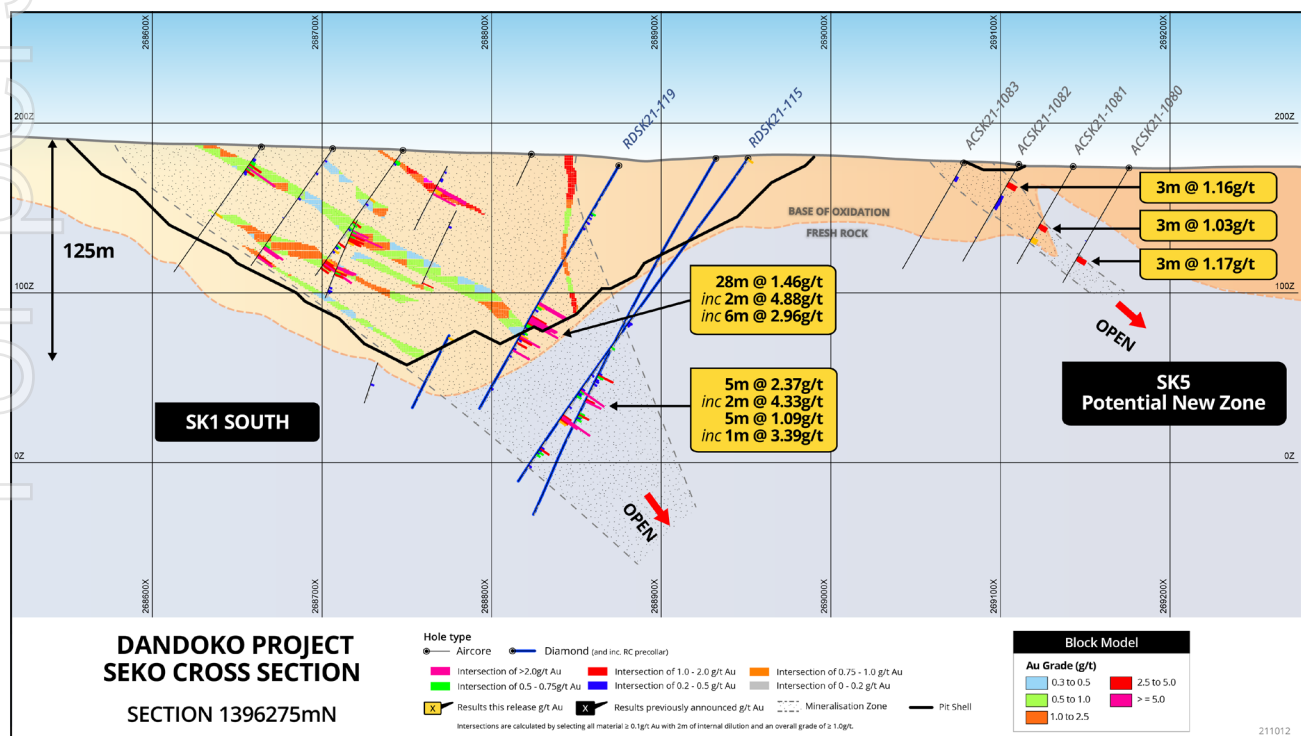 268600X
268700X
268800X
268900X
269000X
269100X
269200X
RDSK21-119
RDSK21-115
ACSK21-1083
ACSK21-1082
ACSK21-1081
ACSK21-1080
200Z
200Z
125m
BASE OF OXIDATION
FRESH ROCK
3m @ 1.16g/t
3m @ 1.03g/t
3m @ 1.17g/t
28m @ 1.46g/t
inc 2m @ 4.88g/t
inc 6m @ 2.96g/t
100Z
100Z
OPEN
5m @ 2.37g/t
inc 2m @ 4.33g/t
5m @ 1.09g/t
inc 1m @ 3.39g/t
SK1 SOUTH
SK5
Potential New Zone
0Z
0Z
OPEN
268600X
268700X
268800X
268900X
269000X
269100X
269200X
DANDOKO PROJECT
SEKO CROSS SECTION
SECTION 1396275mN
Hole type
Aircore
Diamond (and inc. RC precollar)
Intersection of >2.0g/t Au
Intersection of 1.0 - 2.0 g/t Au
Intersection of 0.75 - 1.0 g/t Au
Intersection of 0.5 - 0.75g/t Au
Intersection of 0.2 - 0.5g/t Au
Intersection of 0 - 0.2 g/t Au
X Results this release g/t Au
X Results previously announced g/t Au
Mineralisation Zone
Pit Shell
Intersections are calculated by selecting all material ≥ 0.1g/t Au with 2m of internal dilution and an overall grade of ≥ 1.0g/t.
Block Model
Au Grade (g/t)
0.3 to 0.5
2.5 to 5.0
0.5 to 1.0
> = 5.0
1.0 to 2.5
211012